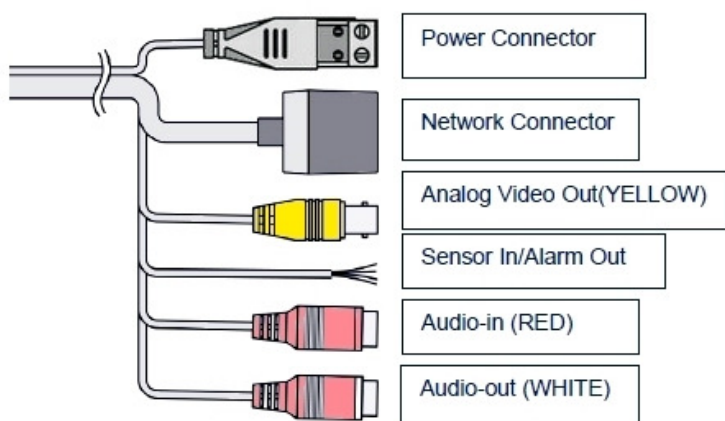 Power Connector
Network Connector
Analog Video Out(YELLOW)
Sensor In/Alarm Out
Audio-in (RED)
Audio-out (WHITE)